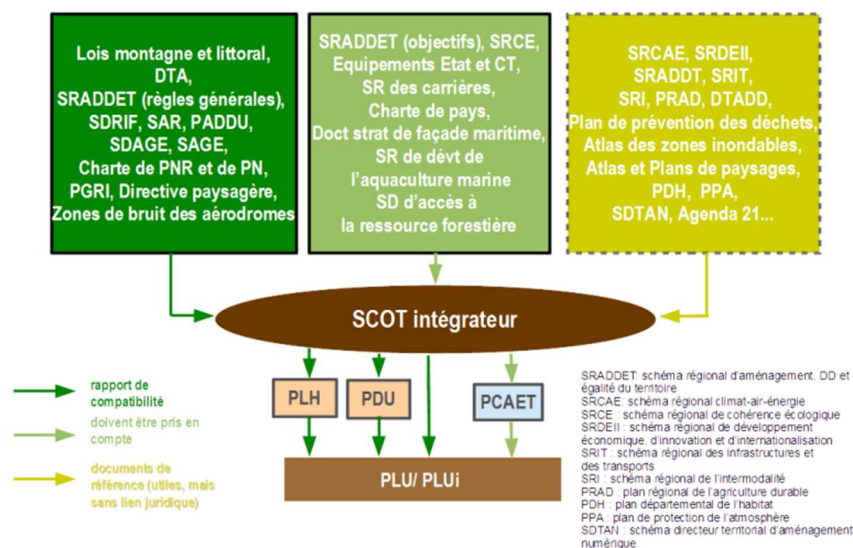 Lois montagne et littoral,
DTA,
SRADDET (règles générales),
SDRIF, SAR, PADDU,
SDAGE, SAGE,
Charte de PNR et de PN,
PGRI, Directive paysagère,
Zones de bruit des aérodromes
SRADDET (objectifs), SRCE,
Equipements Etat et CT,
SR des carrières,
Charte de pays,
Doct strat de façade maritime,
SR de dévt de
l'aquaculture marine
SD d'accès à
la ressource forestière
SRCAE, SRDEII,
SRADDT, SRIT,
SRI, PRAD, DTADD,
Plan de prévention des déchets,
Atlas des zones inondables,
Atlas et Plans de paysages,
PDH, PPA,
SDTAN, Agenda 21...
SCOT intégrateur
PLH
PDU
PCAET
PLU/ PLUi
rapport de
compatibilité
doivent être pris en
compte
documents de
référence (utiles, mais
sans lien juridique)
SRADDET: schéma régional d'aménagement, DD et
égalité du territoire
SRCAE: schéma régional climat-air-énergie
SRCE : schéma régional de cohérence écologique
SRDEII : schéma régional de développement
économique, d'innovation et d'internationalisation
SRIT : schéma régional des infrastructures et
des transports
SRI : schéma régional de l'intermodalité
PRAD : plan régional de l'agriculture durable
PDH : plan départemental de l'habitat
PPA : plan de protection de l'atmosphère
SDTAN : schéma directeur territorial d'aménagement
numérique